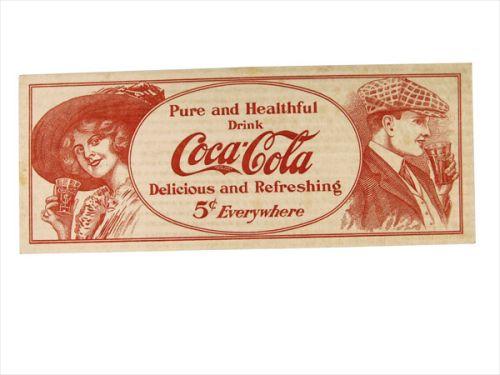 Pure and Healthful
Drink
Coca-Cola
Delicious and Refreshing
5¢ Everywhere